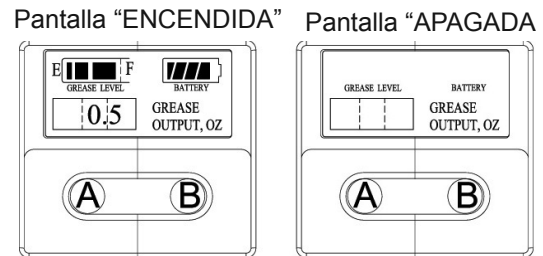 Pantalla “ENCENDIDA”
E F
GREASE LEVEL
BATTERY
0.5
GREASE
OUTPUT, OZ
A B
Pantalla “APAGADA
GREASE LEVEL
BATTERY
GREASE
OUTPUT, OZ
A B